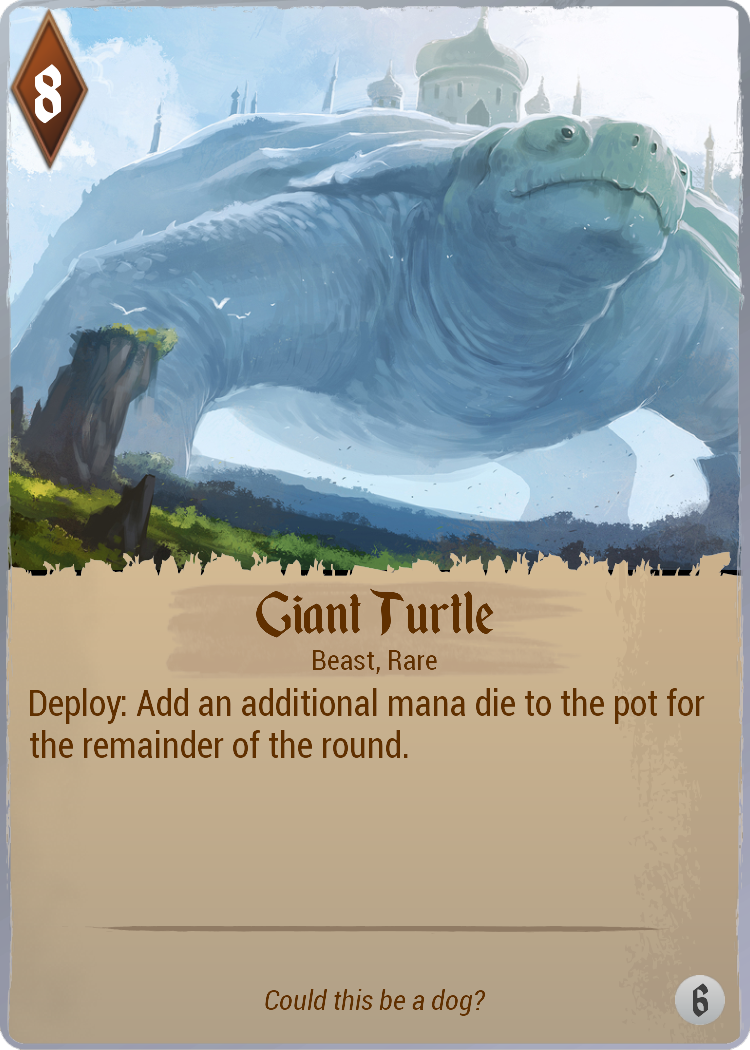 8
Giant Turtle
Beast, Rare
Deploy: Add an additional mana die to the pot for
the remainder of the round.
Could this be a dog?
6